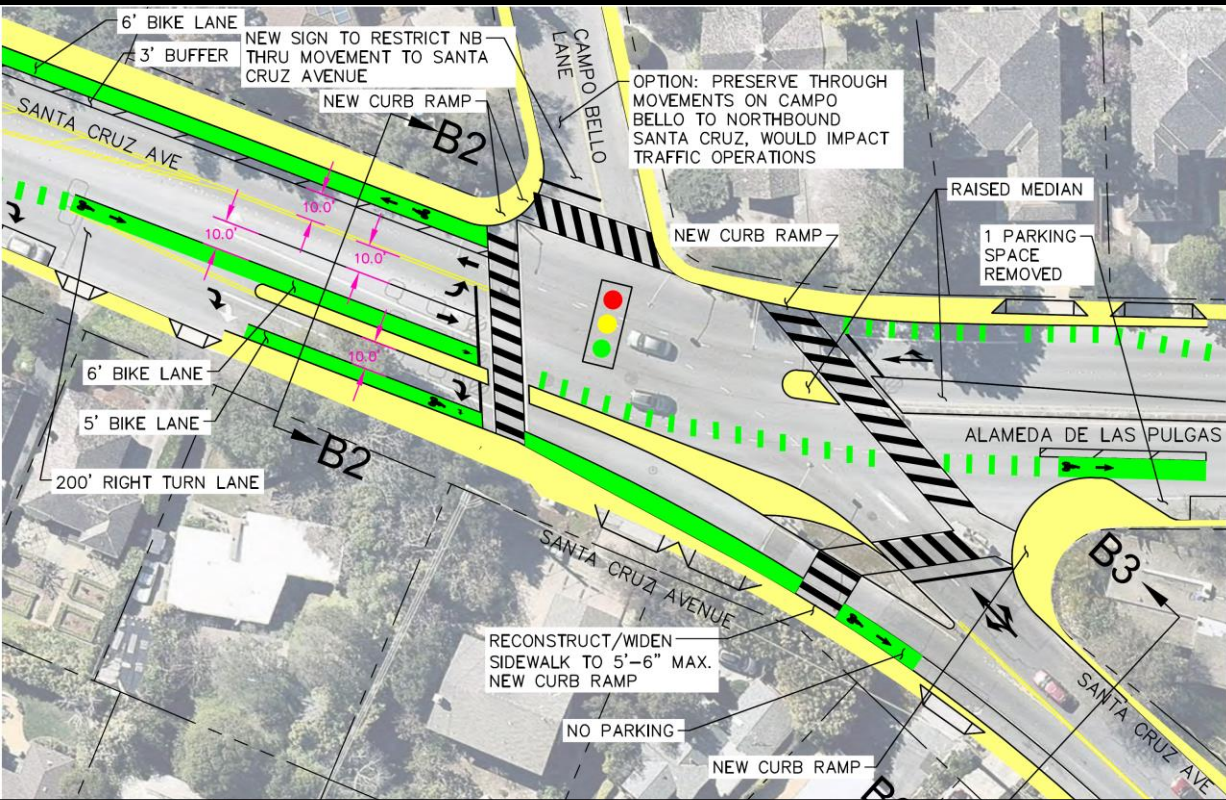 6' BIKE LANE
3' BUFFER
NEW SIGN TO RESTRICT NB
THRU MOVEMENT TO SANTA
CRUZ AVENUE
NEW CURB RAMP
CAMPO BELLO
LANE
OPTION: PRESERVE THROUGH
MOVEMENTS ON CAMPO
BELLO TO NORTHBOUND
SANTA CRUZ, WOULD IMPACT
TRAFFIC OPERATIONS
B2
SANTA CRUZ AVE
RAISED MEDIAN
NEW CURB RAMP
1 PARKING
SPACE
REMOVED
10.0'
10.0'
10.0'
10.0'
6' BIKE LANE
5' BIKE LANE
B2
200' RIGHT TURN LANE
ALAMEDA DE LAS PULGAS
SANTA CRUZ AVENUE
B3
RECONSTRUCT/WIDEN
SIDEWALK TO 5'-6" MAX.
NEW CURB RAMP
NO PARKING
NEW CURB RAMP
SANTA CRUZ AVE